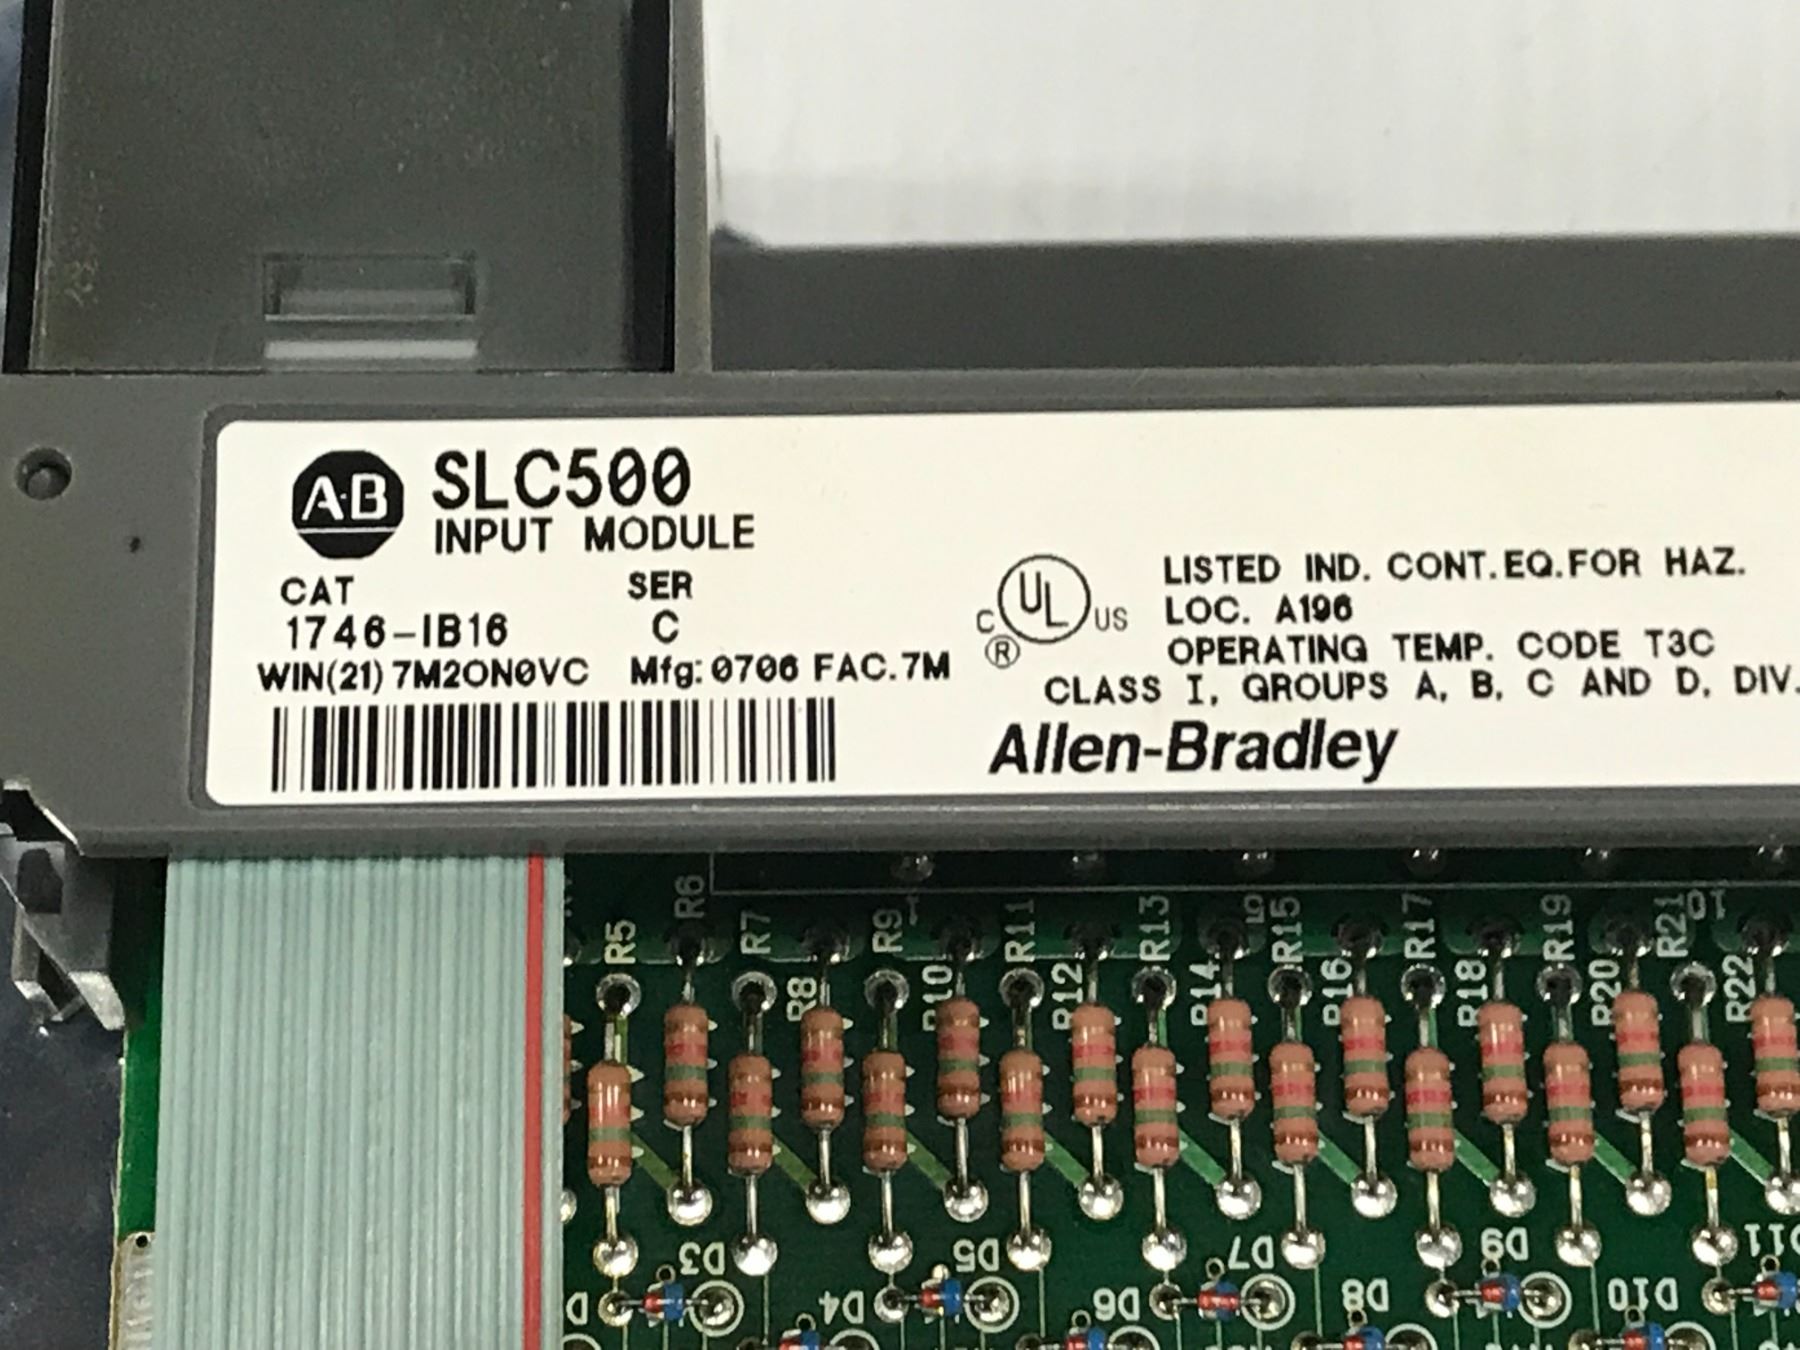 A·B SLC500
INPUT MODULE
CAT SER
1746-IB16 C
WIN(21) 7M2ON0VC Mfg: 0706 FAC. 7M
C UL US ®
LISTED IND. CONT. EQ. FOR HAZ.
LOC. A196
OPERATING TEMP. CODE T3C
CLASS I, GROUPS A, B, C AND D, DIV.
Allen-Bradley
R5 R6 R7 R8 R9 R10 R11 R12 R13 R14 R15 R16 R17 R18 R19 R20 R21 R22
D3 D5 D7 D9 D11
D D4 D6 D8 D10